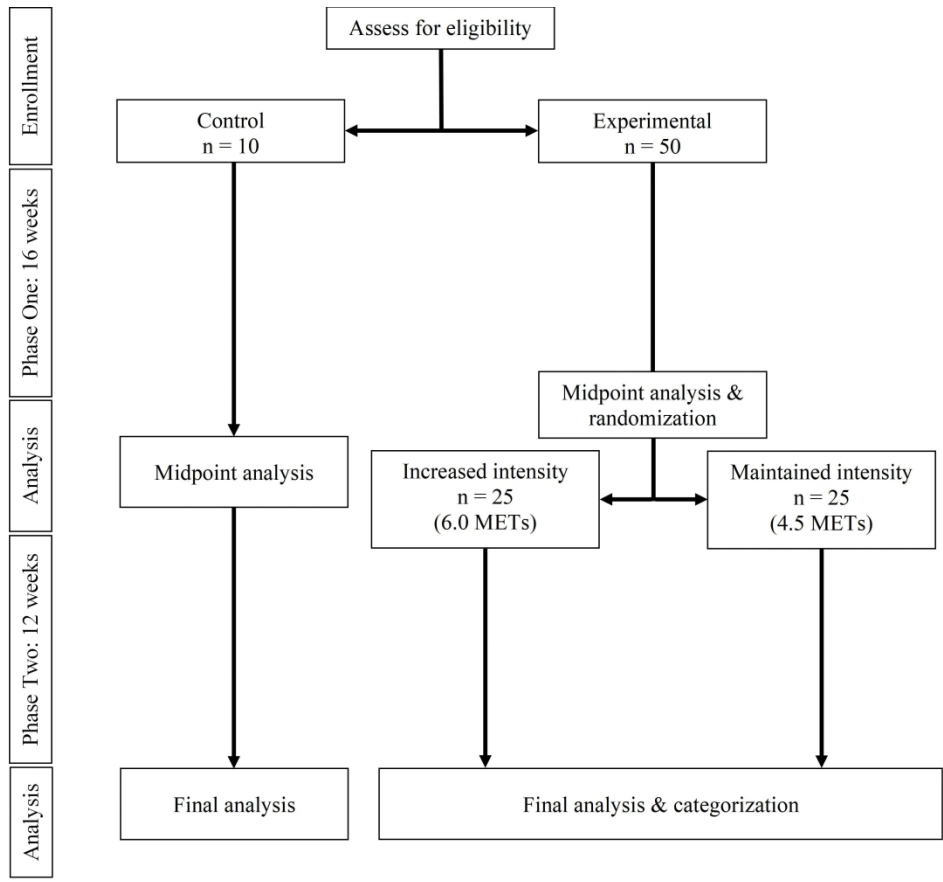 Enrollment
Assess for eligibility
Control
n = 10
Experimental
n = 50
Phase One: 16 weeks
Midpoint analysis &
randomization
Analysis
Midpoint analysis
Increased intensity
n = 25
(6.0 METs)
Maintained intensity
n = 25
(4.5 METs)
Phase Two: 12 weeks
Analysis
Final analysis
Final analysis & categorization